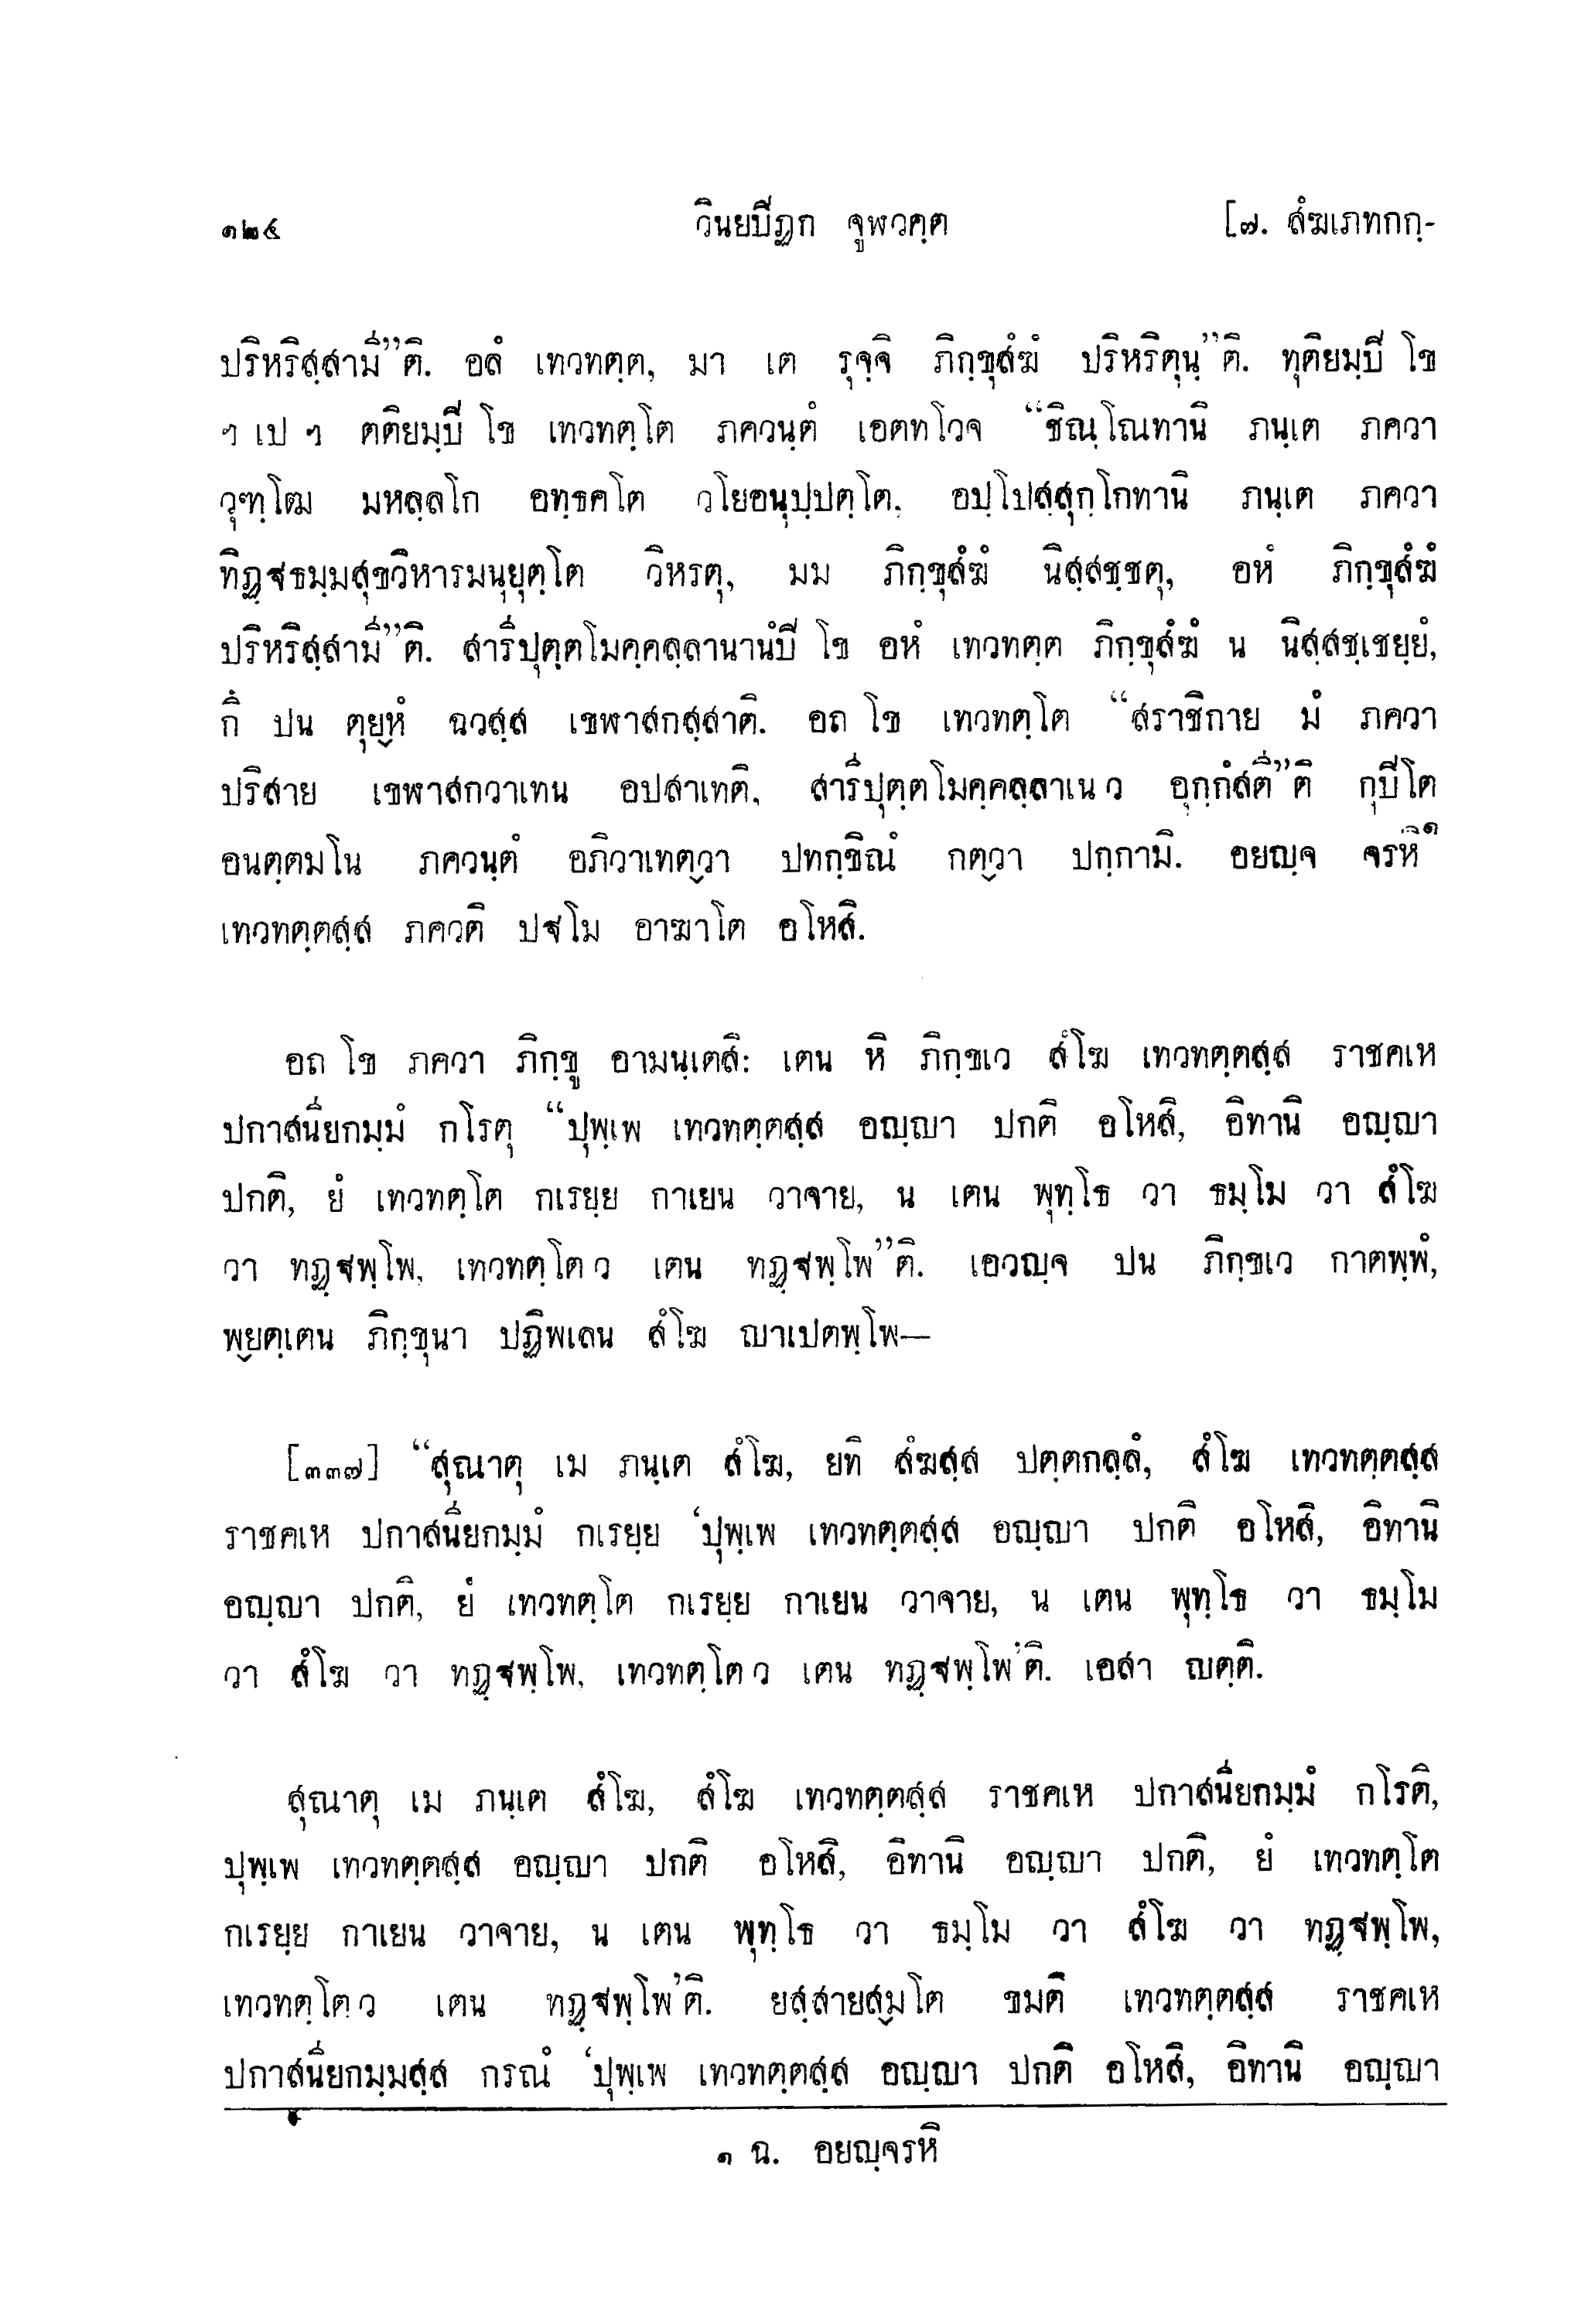 ๑๒๔ วินยปีฏก จูฬวคฺค [๗. สํฆเภทกกฺ-
ปริหริสฺสามี”ติ. อลํ เทวทตฺต, มา เต รุจฺจิ ภิกฺขุสํฆํ ปริหริตุนฺ”ติ. ทุติยมฺปี โข
ฯ เป ฯ ตติยมฺปี โข เทวทตฺโต ภควนฺตํ เอตทโวจ “ชิณฺโณทานิ ภนฺเต ภควา
วุฑฺโฒ มหลฺลโก อทฺธคโต วโยอนุปฺปตฺโต, อปฺโปสฺสุกฺโกทานิ ภนฺเต ภควา
ทิฏฺฐธมฺมสุขวิหารมนุยุตฺโต วิหรตุ, มม ภิกฺขุสํฆํ นิสฺสชฺชตุ, อหํ ภิกฺขุสํฆํ
ปริหริสฺสามี”ติ. สาริปุตฺตโมคฺคลฺลานานํปี โข อหํ เทวทตฺต ภิกฺขุสํฆํ น นิสฺสชฺเชยฺยํ,
กึ ปน ตุยฺหํ ฉวสฺส เขฬาสกสฺสาติ. อถ โข เทวทตฺโต “สราชิกาย มํ ภควา
ปริสาย เขฬาสกวาเทน อปสาเทติ, สาริปุตฺตโมคฺคลฺลาเนว อุกฺกํสตี”ติ กุปิโต
อนตฺตมโน ภควนฺตํ อภิวาเทตฺวา ปทกฺขิณํ กตฺวา ปกฺกามิ. อยญฺจ จรหิ๑
เทวทตฺตสฺส ภควติ ปฐโม อาฆาโต อโหสิ.
อถ โข ภควา ภิกฺขู อามนฺเตสิ: เตน หิ ภิกฺขเว สํโฆ เทวทตฺตสฺส ราชคเห
ปกาสนียกมฺมํ กโรตุ “ปุพฺเพ เทวทตฺตสฺส อญฺญา ปกติ อโหสิ, อิทานิ อญฺญา
ปกติ, ยํ เทวทตฺโต กเรยฺย กาเยน วาจาย, น เตน พุทฺโธ วา ธมฺโม วา สํโฆ
วา ทฏฺฐพฺโพ, เทวทตฺโต ว เตน ทฏฺฐพฺโพ”ติ. เอวญฺจ ปน ภิกฺขเว กาตพฺพํ,
พฺยตฺเตน ภิกฺขุนา ปฏิพเลน สํโฆ ญาเปตพฺโพ—
[๓๓๗] “สุณาตุ เม ภนฺเต สํโฆ, ยทิ สํฆสฺส ปตฺตกลฺลํ, สํโฆ เทวทตฺตสฺส
ราชคเห ปกาสนียกมฺมํ กเรยฺย ‘ปุพฺเพ เทวทตฺตสฺส อญฺญา ปกติ อโหสิ, อิทานิ
อญฺญา ปกติ, ยํ เทวทตฺโต กเรยฺย กาเยน วาจาย, น เตน พุทฺโธ วา ธมฺโม
วา สํโฆ วา ทฏฺฐพฺโพ, เทวทตฺโต ว เตน ทฏฺฐพฺโพ’ติ. เอสา ญตฺติ.
สุณาตุ เม ภนฺเต สํโฆ, สํโฆ เทวทตฺตสฺส ราชคเห ปกาสนียกมฺมํ กโรติ,
ปุพฺเพ เทวทตฺตสฺส อญฺญา ปกติ อโหสิ, อิทานิ อญฺญา ปกติ, ยํ เทวทตฺโต
กเรยฺย กาเยน วาจาย, น เตน พุทฺโธ วา ธมฺโม วา สํโฆ วา ทฏฺฐพฺโพ,
เทวทตฺโต ว เตน ทฏฺฐพฺโพ’ติ. ยสฺสายสฺมโต ขมติ เทวทตฺตสฺส ราชคเห
ปกาสนียกมฺมสฺส กรณํ ‘ปุพฺเพ เทวทตฺตสฺส อญฺญา ปกติ อโหสิ, อิทานิ อญฺญา
๑ ฉ. อยญฺจรหิ